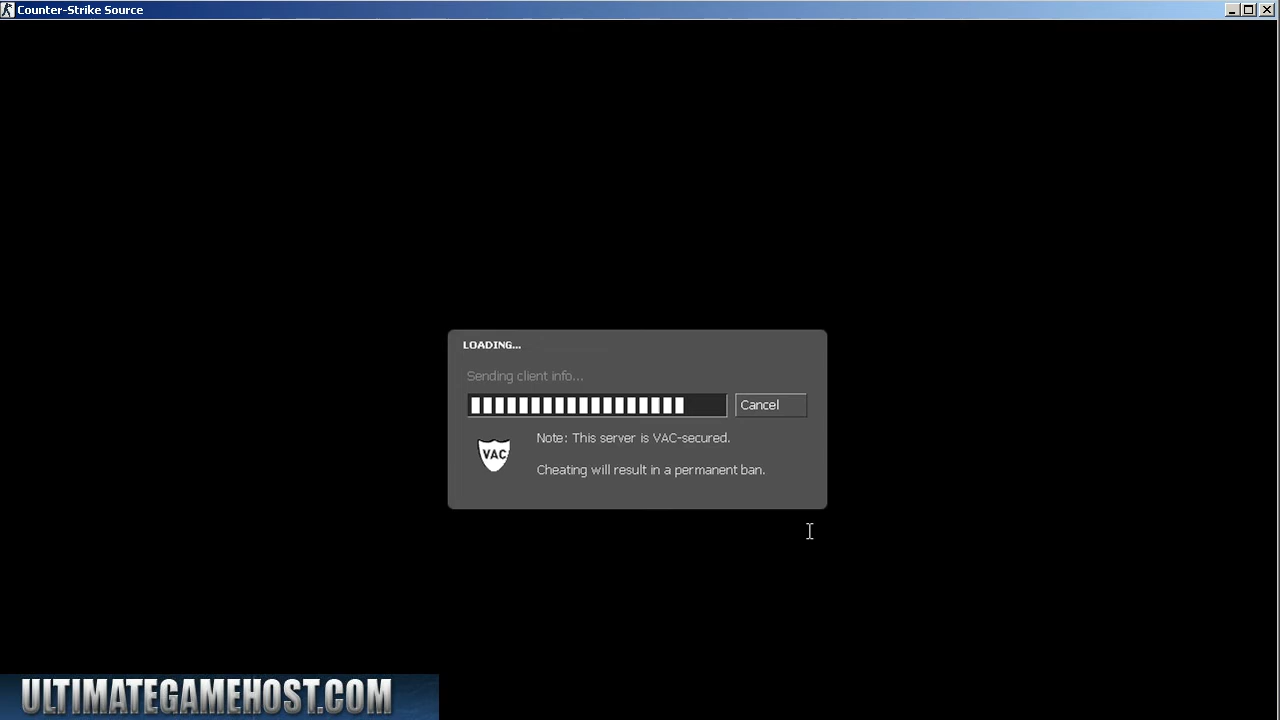 Counter-Strike Source
LOADING...
Sending client info...
Cancel
Note: This server is VAC-secured.
VAC
Cheating will result in a permanent ban.
ULTIMATEGAMEHOST.COM